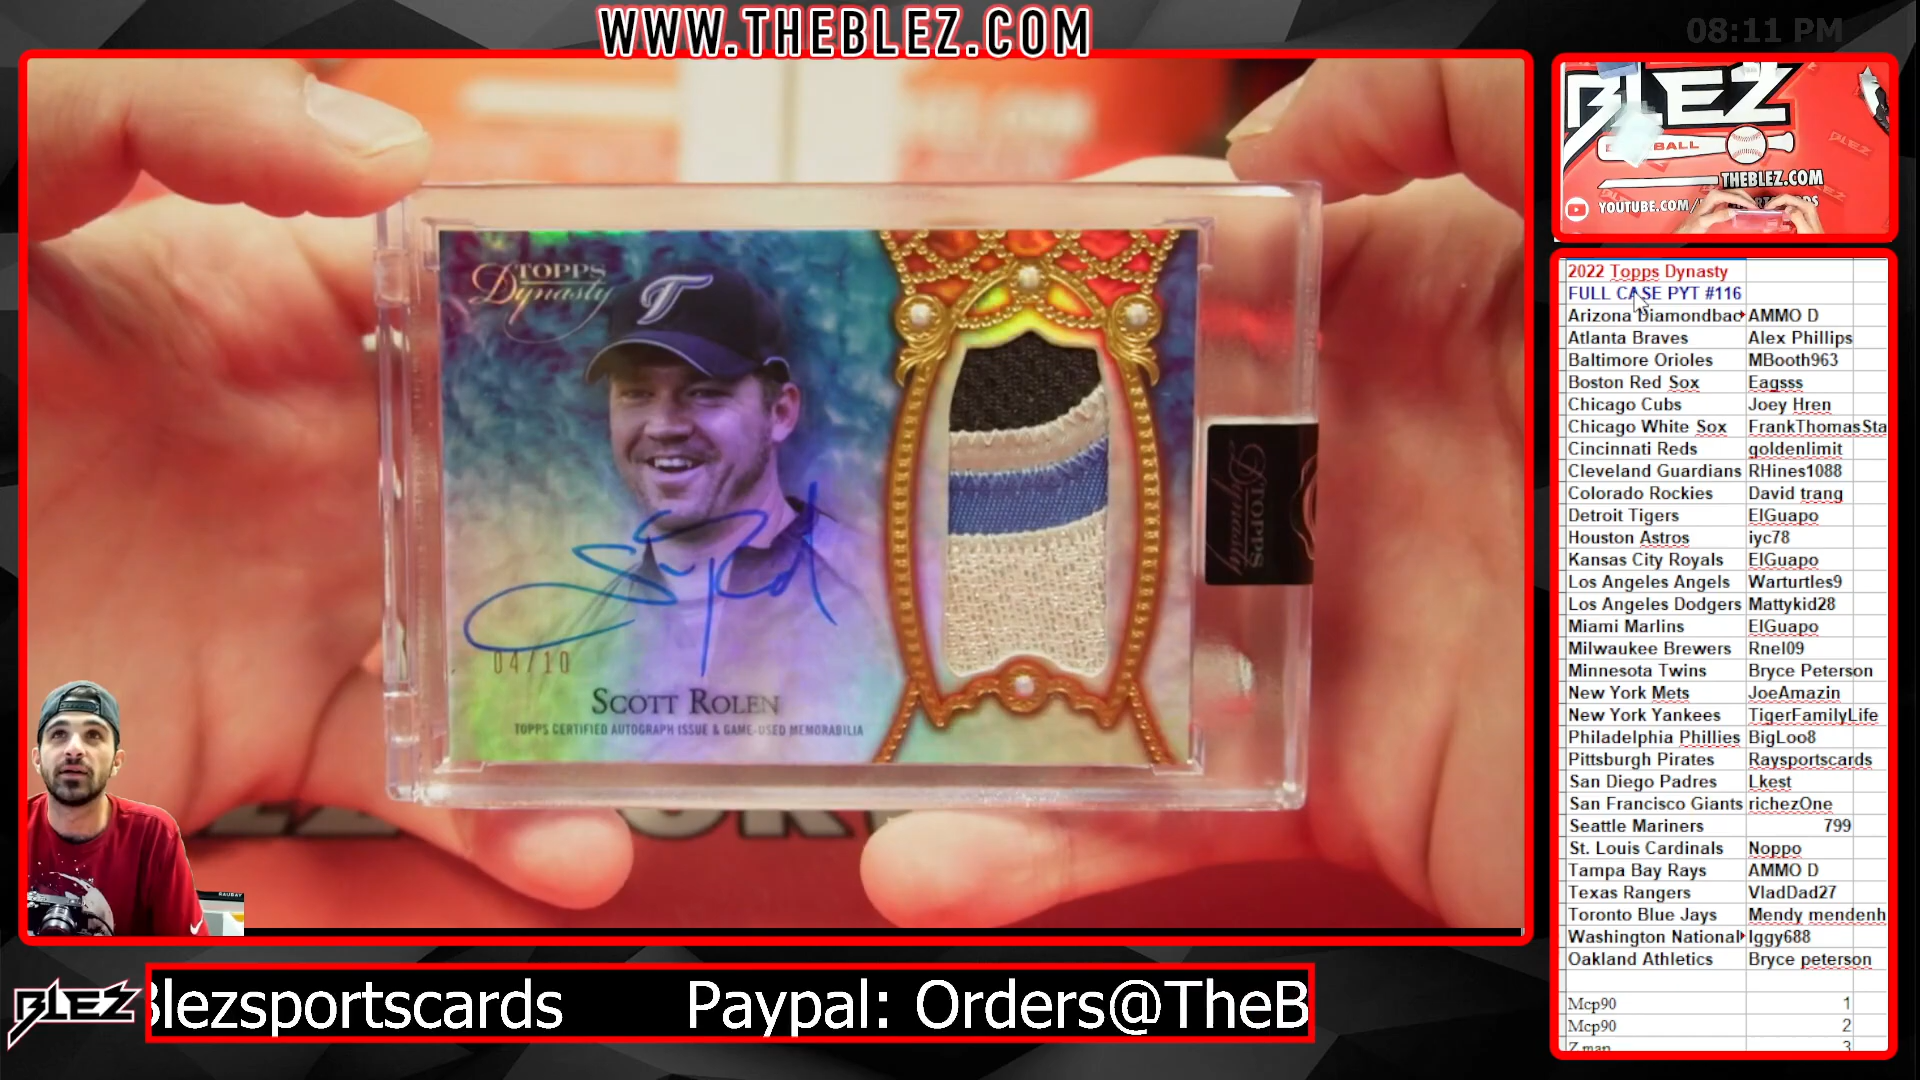 WWW.THEBLEZ.COM
08:11 PM
TOPPS
Dynasty
04/10
SCOTT ROLEN
TOPPS CERTIFIED AUTOGRAPH ISSUE & GAME-USED MEMORABILIA
TOPPS
Dynasty
BLEZ
BALL
THEBLEZ.COM
YOUTUBE.COM/
2022 Topps Dynasty
FULL CASE PYT #116
Arizona Diamondbac AMMO D
Atlanta Braves Alex Phillips
Baltimore Orioles MBooth963
Boston Red Sox Eagsss
Chicago Cubs Joey Hren
Chicago White Sox FrankThomasSta
Cincinnati Reds goldenlimit
Cleveland Guardians RHines1088
Colorado Rockies David trang
Detroit Tigers ElGuapo
Houston Astros iyc78
Kansas City Royals ElGuapo
Los Angeles Angels Warturtles9
Los Angeles Dodgers Mattykid28
Miami Marlins ElGuapo
Milwaukee Brewers Rnel09
Minnesota Twins Bryce Peterson
New York Mets JoeAmazin
New York Yankees TigerFamilyLife
Philadelphia Phillies BigLoo8
Pittsburgh Pirates Raysportscards
San Diego Padres Lkest
San Francisco Giants richezOne
Seattle Mariners 799
St. Louis Cardinals Noppo
Tampa Bay Rays AMMO D
Texas Rangers VladDad27
Toronto Blue Jays Mendy mendenh
Washington National Iggy688
Oakland Athletics Bryce peterson
Mcp90 1
Mcp90 2
Z man 3
BLEZ
Blezsportscards Paypal: Orders@TheB